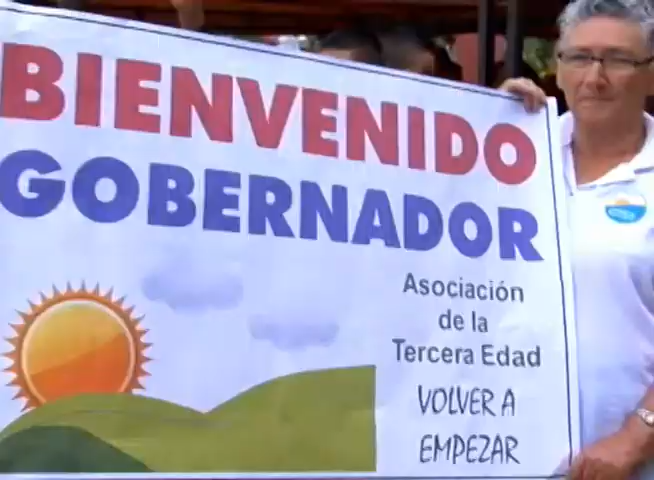 BIENVENIDO
GOBERNADOR
Asociación
de la
Tercera Edad
VOLVER A
EMPEZAR